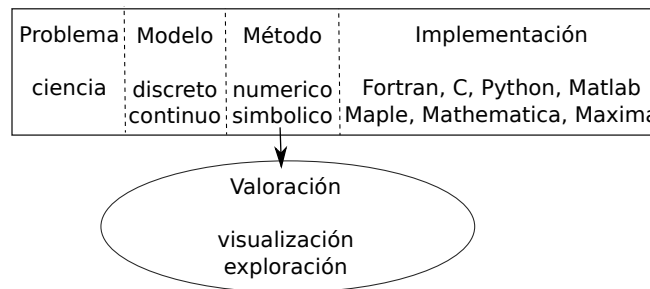 Problema Modelo Método Implementación
ciencia discreto numerico Fortran, C, Python, Matlab
continuo simbolico Maple, Mathematica, Maxima
Valoración
visualización
exploración